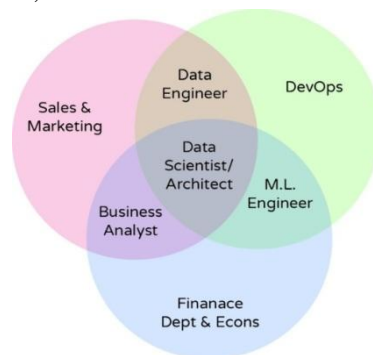 Data
Engineer
DevOps
Sales &
Marketing
Data
Scientist/
Architect
M.L.
Engineer
Business
Analyst
Finanace
Dept & Econs